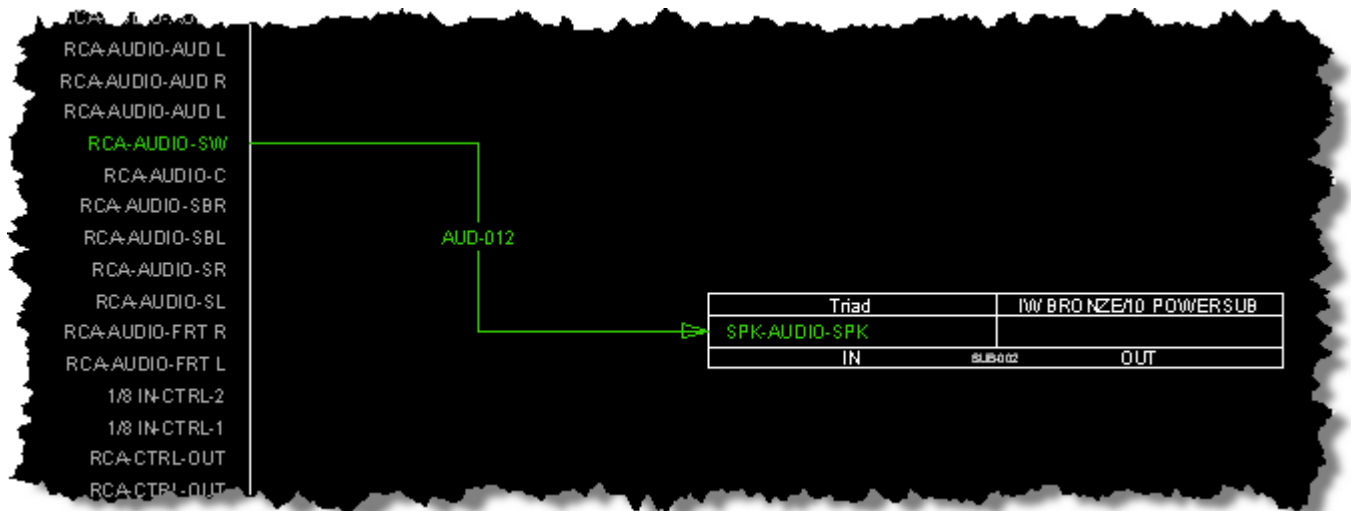 RCA-AUDIO-AUD L
RCA-AUDIO-AUD R
RCA-AUDIO-AUD L
RCA-AUDIO-SW
RCA-AUDIO-C
RCA-AUDIO-SBR
RCA-AUDIO-SBL
RCA-AUDIO-SR
RCA-AUDIO-SL
RCA-AUDIO-FRT R
RCA-AUDIO-FRT L
1/8 IN-CTRL-2
1/8 IN-CTRL-1
RCA-CTRL-OUT
RCA-CTRL-OUT
AUD-012
Triad IW BRONZE/10 POWERSUB
SPK-AUDIO-SPK
IN SUB002 OUT